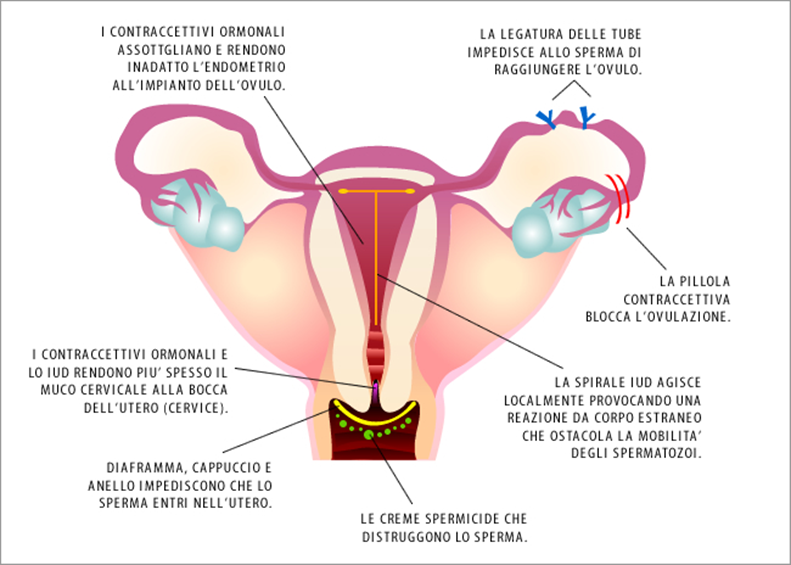 I CONTRACCETTIVI ORMONALI
ASSOTTGLIANO E RENDONO
INADATTO L'ENDOMETRIO
ALL'IMPIANTO DELL'OVULO.
LA LEGATURA DELLE TUBE
IMPEDISCE ALLO SPERMA DI
RAGGIUNGERE L'OVULO.
LA PILLOLA
CONTRACCETTIVA
BLOCCA L'OVULAZIONE.
I CONTRACCETTIVI ORMONALI E
LO IUD RENDONO PIU' SPESSO IL
MUCO CERVICALE ALLA BOCCA
DELL'UTERO (CERVICE).
LA SPIRALE IUD AGISCE
LOCALMENTE PROVOCANDO UNA
REAZIONE DA CORPO ESTRANEO
CHE OSTACOLA LA MOBILITA'
DEGLI SPERMATOZOI.
DIAFRAMMA, CAPPUCCIO E
ANELLO IMPEDISCONO CHE LO
SPERMA ENTRI NELL'UTERO.
LE CREME SPERMICIDE CHE
DISTRUGGONO LO SPERMA.